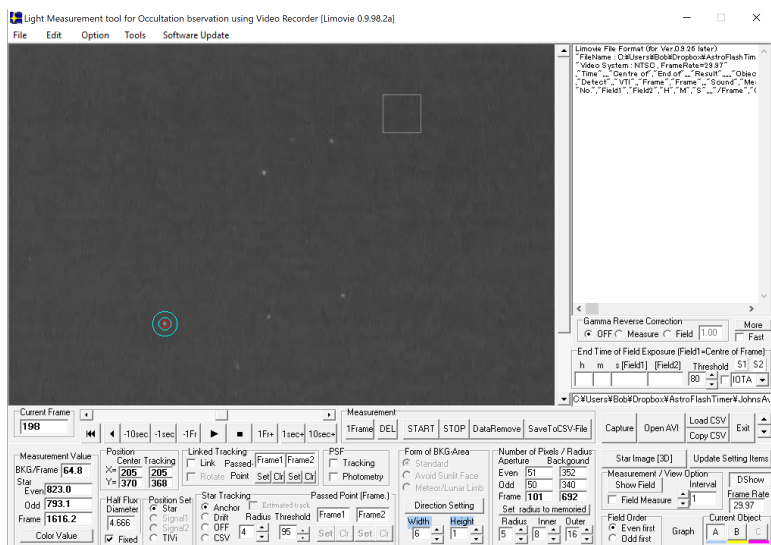 Light Measurement tool for Occultation bservation using Video Recorder [Limovie 0.9.98.2a]
File Edit Option Tools Software Update
Limovie File Format (for Ver.0.9.26 later)
"FileName : C:¥Users¥Bob¥Dropbox¥AstroFlashTim
"Video System : NTSC , FrameRate=29.97"
,"Time",,,"Centre of","End of",,,"Result",,,,"Objec
,"Detect",,"VTI","Frame","Frame",,,"Sound","Me
"No.","Field1","Field2","H","M","S",,,"/Frame","
Gamma Reverse Correction
OFF Measure Field 1.00
More
Fast
End Time of Field Exposure (Field1=Centre of Frame)
h m s [Field1] [Field2] Threshold S1 S2
80 IOTA
C:¥Users¥Bob¥Dropbox¥AstroFlashTimer¥JohnsAv
Current Frame
198
-10sec -1sec -1Fr 1Fr+ 1sec+ 10sec+
Measurement
1Frame DEL START STOP DataRemove SaveToCSV-File
Capture Open AVI Load CSV Copy CSV Exit
Measurement Value
BKG/Frame 64.8
Star
Even 823.0
Odd 793.1
Frame 1616.2
Color Value
Position
Center Tracking
X= 205 205
Y= 370 368
Half Flux Diameter
4.666
Fixed
Position Set
Star
Signal1
Signal2
TIVi
Linked Tracking
Link Passed- Frame1 Frame2
Rotate Point Set Clr Set Clr
Star Tracking
Anchor
Drift
OFF
CSV
Estimated track
Radius Threshold
4 95
Passed Point (Frame.)
Frame1 Frame2
Set Clr Set Clr
PSF
Tracking
Photometry
Form of BKG-Area
Standard
Avoid Sunlit Face
Meteor/Lunar Limb
Direction Setting
Width Height
6 1
Number of Pixels / Radius
Aperture Backgound
Even 51 352
Odd 50 340
Frame 101 692
Set radius to memoried
Radius Inner Outer
5 8 16
Star Image [3D] Update Setting Items
Measurement / View Option
Show Field Interval
Field Measure 1
DShow
Frame Rate
29.97
Field Order
Even first
Odd first
Graph
Current Object
A B C